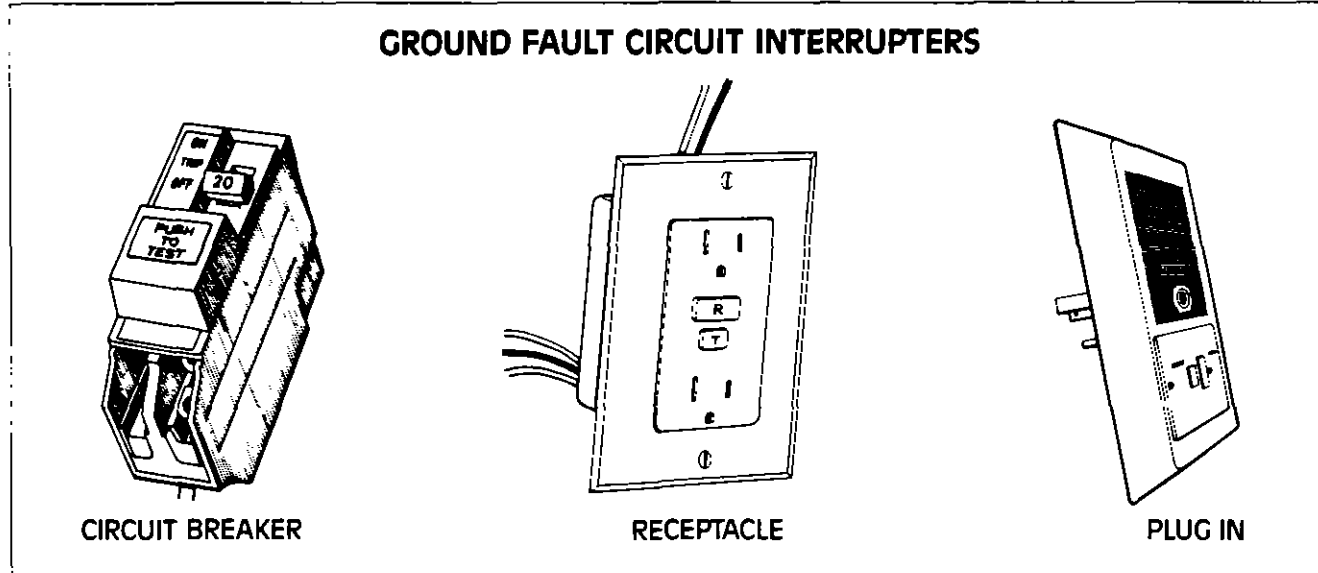 GROUND FAULT CIRCUIT INTERRUPTERS
ON
TRIP
OFF
20
PUSH
TO
TEST
R
T
CIRCUIT BREAKER
RECEPTACLE
PLUG IN